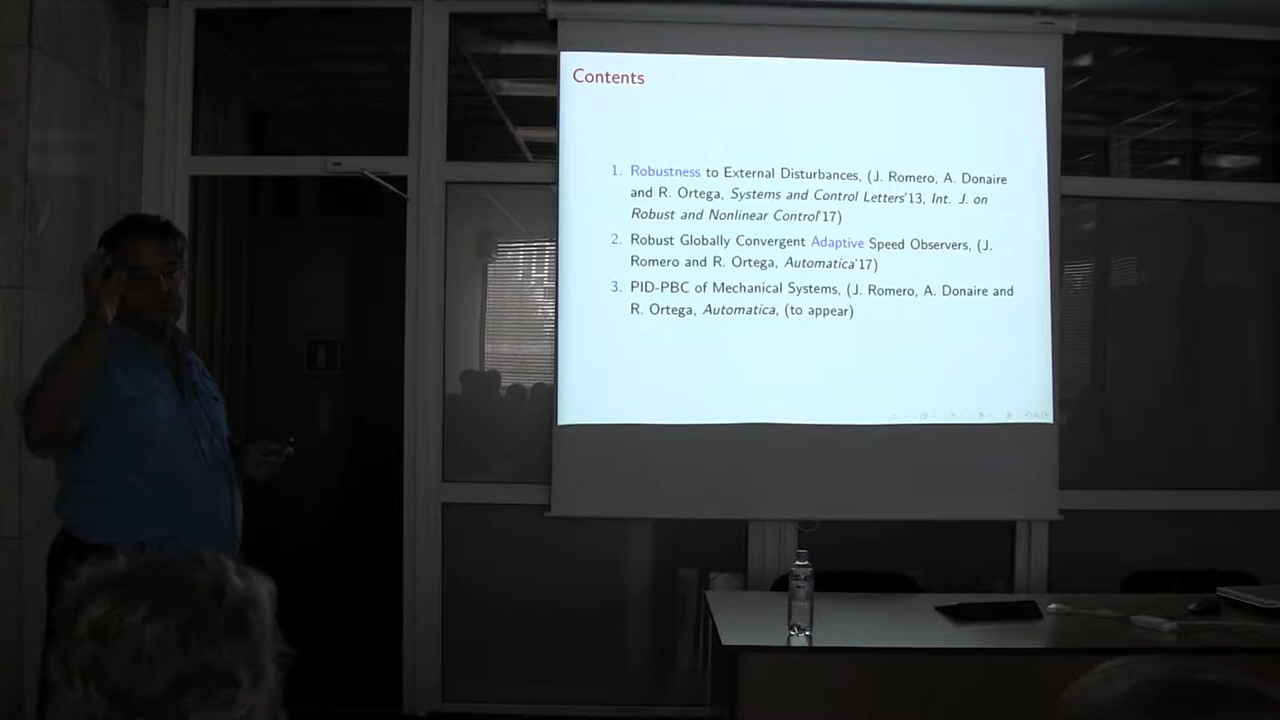 Contents
1. Robustness to External Disturbances, (J. Romero, A. Donaire
and R. Ortega, Systems and Control Letters'13, Int. J. on
Robust and Nonlinear Control'17)
2. Robust Globally Convergent Adaptive Speed Observers, (J.
Romero and R. Ortega, Automatica'17)
3. PID-PBC of Mechanical Systems, (J. Romero, A. Donaire and
R. Ortega, Automatica, (to appear)